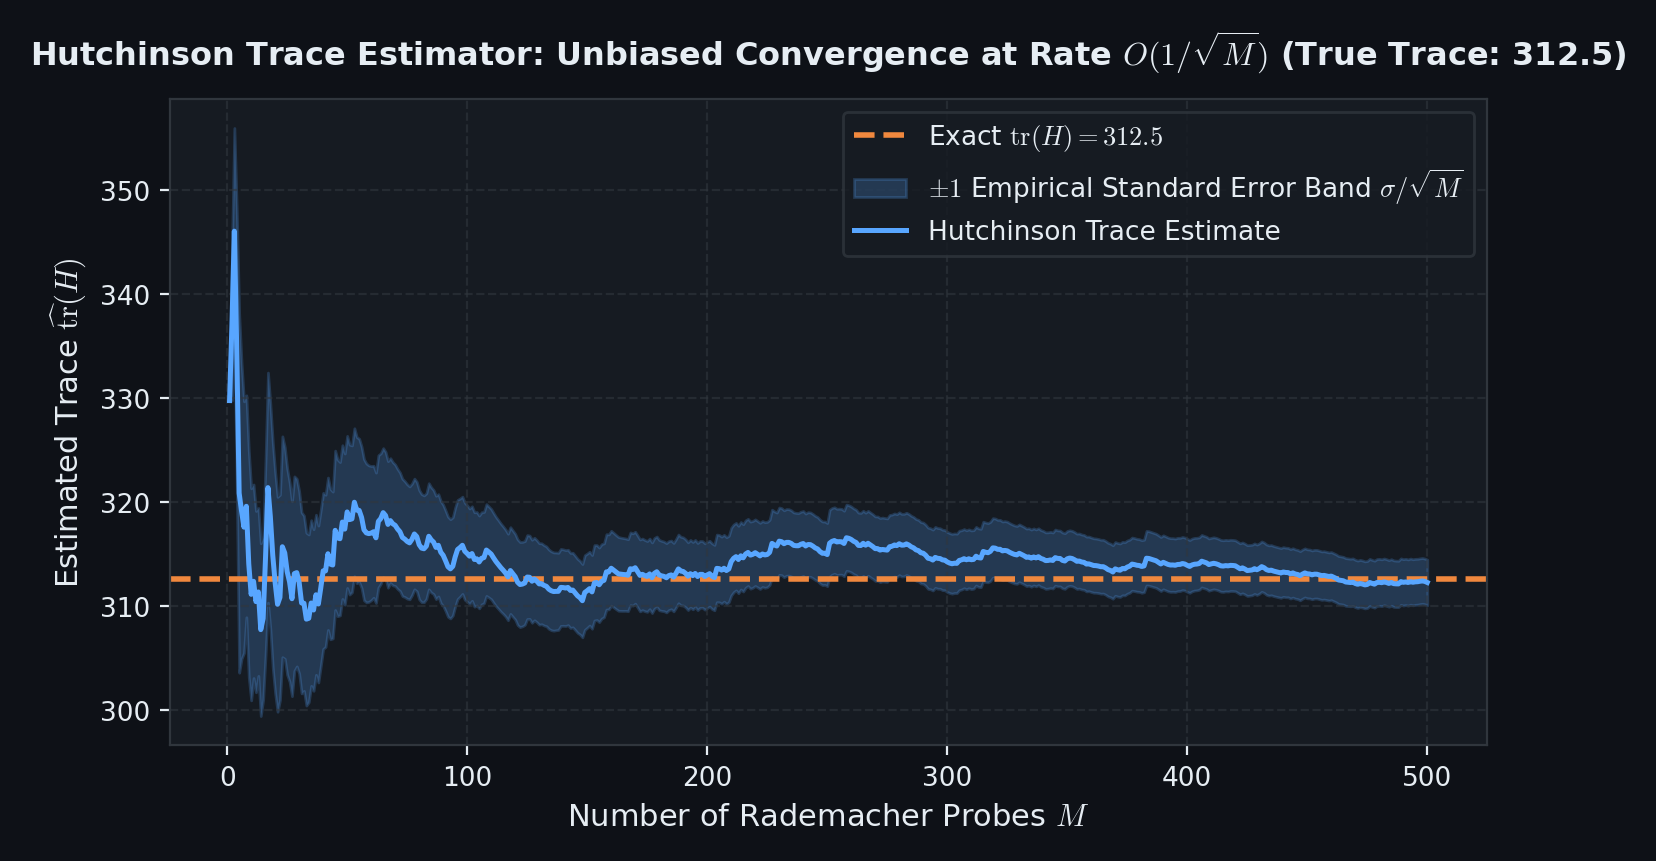 Hutchinson Trace Estimator: Unbiased Convergence at Rate O(1/√M) (True Trace: 312.5)
Exact tr(H) = 312.5
±1 Empirical Standard Error Band σ/√M
Hutchinson Trace Estimate
Estimated Trace t̂r(H)
350
340
330
320
310
300
0 100 200 300 400 500
Number of Rademacher Probes M